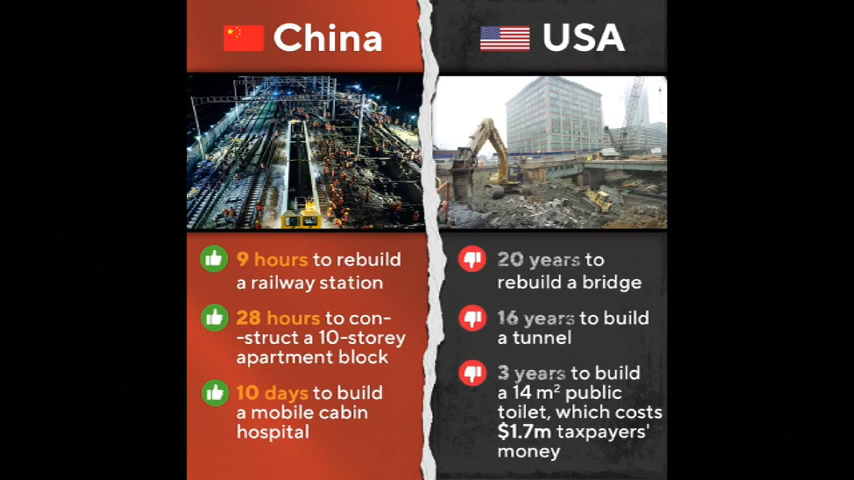 China
9 hours to rebuild
a railway station
28 hours to con-
-struct a 10-storey
apartment block
10 days to build
a mobile cabin
hospital
USA
20 years to
rebuild a bridge
16 years to build
a tunnel
3 years to build
a 14 m² public
toilet, which costs
$1.7m taxpayers'
money